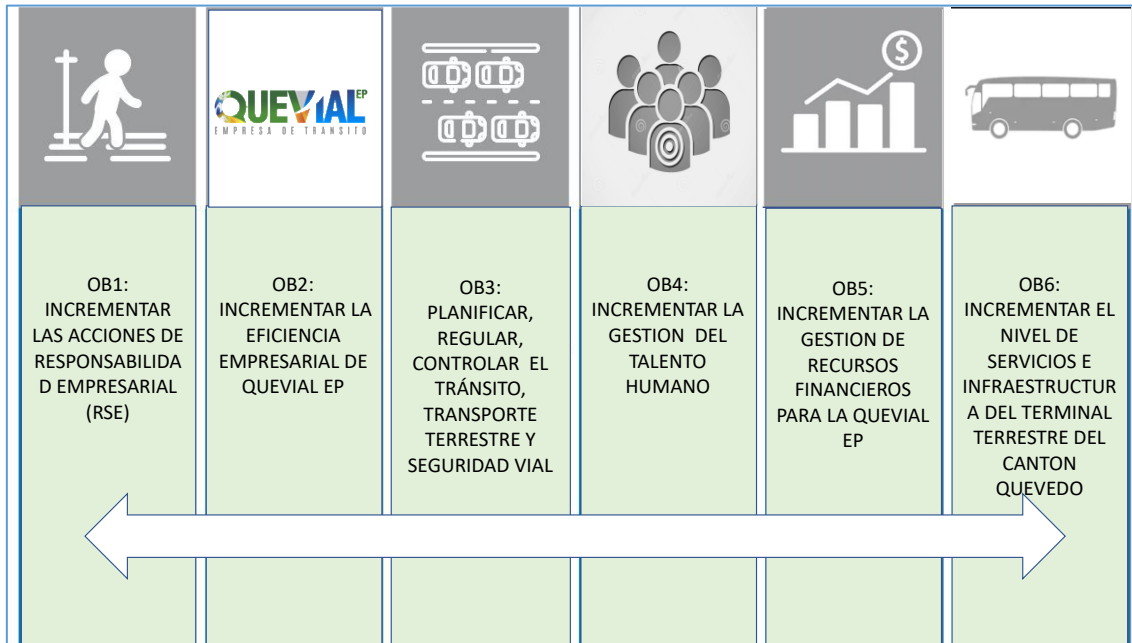 QUEVIAL EP
EMPRESA DE TRANSITO
$
OB1:
INCREMENTAR
LAS ACCIONES DE
RESPONSABILIDA
D EMPRESARIAL
(RSE)
OB2:
INCREMENTAR LA
EFICIENCIA
EMPRESARIAL DE
QUEVIAL EP
OB3:
PLANIFICAR,
REGULAR,
CONTROLAR EL
TRÁNSITO,
TRANSPORTE
TERRESTRE Y
SEGURIDAD VIAL
OB4:
INCREMENTAR LA
GESTION DEL
TALENTO
HUMANO
OB5:
INCREMENTAR LA
GESTION DE
RECURSOS
FINANCIEROS
PARA LA QUEVIAL
EP
OB6:
INCREMENTAR EL
NIVEL DE
SERVICIOS E
INFRAESTRUCTUR
A DEL TERMINAL
TERRESTRE DEL
CANTON
QUEVEDO